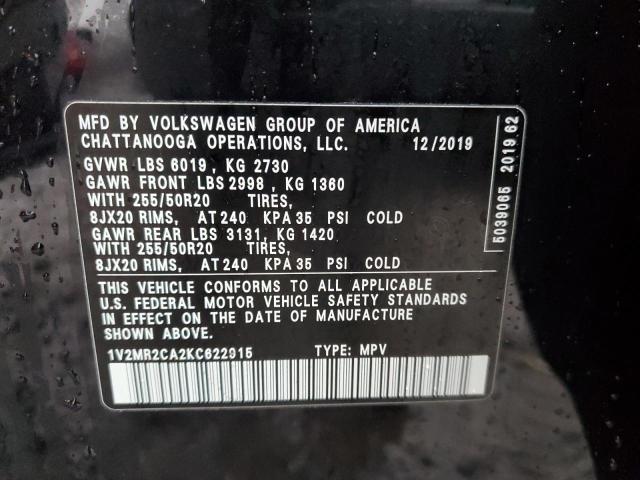 MFD BY VOLKSWAGEN GROUP OF AMERICA
CHATTANOOGA OPERATIONS, LLC. 12/2019
GVWR LBS 6019, KG 2730
GAWR FRONT LBS 2998, KG 1360
WITH 255/50R20 TIRES,
8JX20 RIMS, AT 240 KPA 35 PSI COLD
GAWR REAR LBS 3131, KG 1420
WITH 255/50R20 TIRES,
8JX20 RIMS, AT 240 KPA 35 PSI COLD
THIS VEHICLE CONFORMS TO ALL APPLICABLE
U.S. FEDERAL MOTOR VEHICLE SAFETY STANDARDS
IN EFFECT ON THE DATE OF MANUFACTURE
SHOWN ABOVE.
1V2MR2CA2KC622915 TYPE: MPV
5039065 2019 62